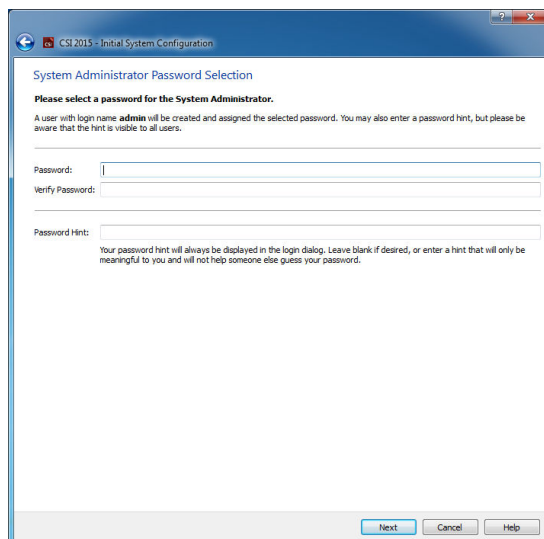 CSI 2015 - Initial System Configuration
System Administrator Password Selection
Please select a password for the System Administrator.
A user with login name admin will be created and assigned the selected password. You may also enter a password hint, but please be
aware that the hint is visible to all users.
Password:
Verify Password:
Password Hint:
Your password hint will always be displayed in the login dialog. Leave blank if desired, or enter a hint that will only be
meaningful to you and will not help someone else guess your password.
Next Cancel Help